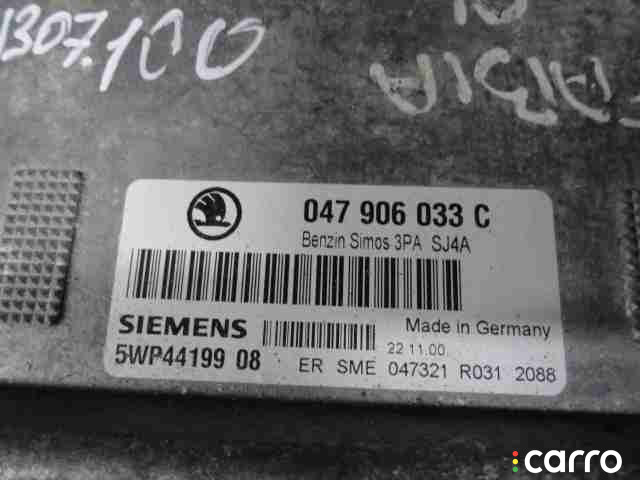 1307.100
FABIA
047 906 033 C
Benzin Simos 3PA SJ4A
SIEMENS
Made in Germany
5WP44199 08
22 11.00
ER SME 047321 R031 2088
carro